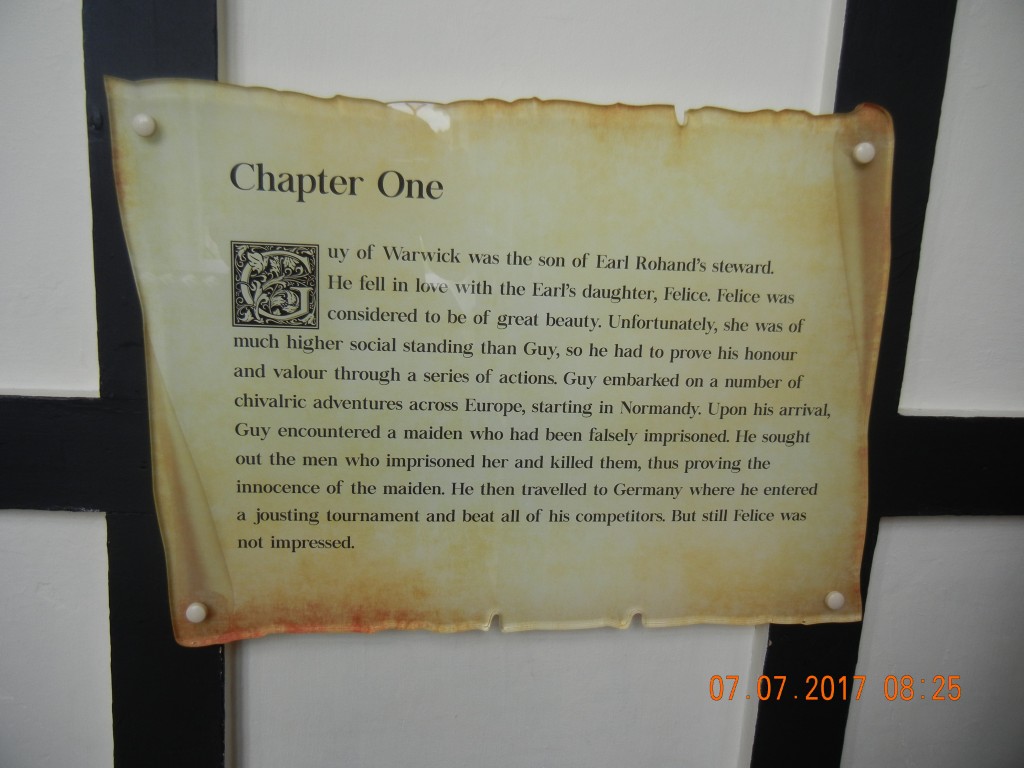 Chapter One
Guy of Warwick was the son of Earl Rohand's steward.
He fell in love with the Earl's daughter, Felice. Felice was
considered to be of great beauty. Unfortunately, she was of
much higher social standing than Guy, so he had to prove his honour
and valour through a series of actions. Guy embarked on a number of
chivalric adventures across Europe, starting in Normandy. Upon his arrival,
Guy encountered a maiden who had been falsely imprisoned. He sought
out the men who imprisoned her and killed them, thus proving the
innocence of the maiden. He then travelled to Germany where he entered
a jousting tournament and beat all of his competitors. But still Felice was
not impressed.
07.07.2017 08:25